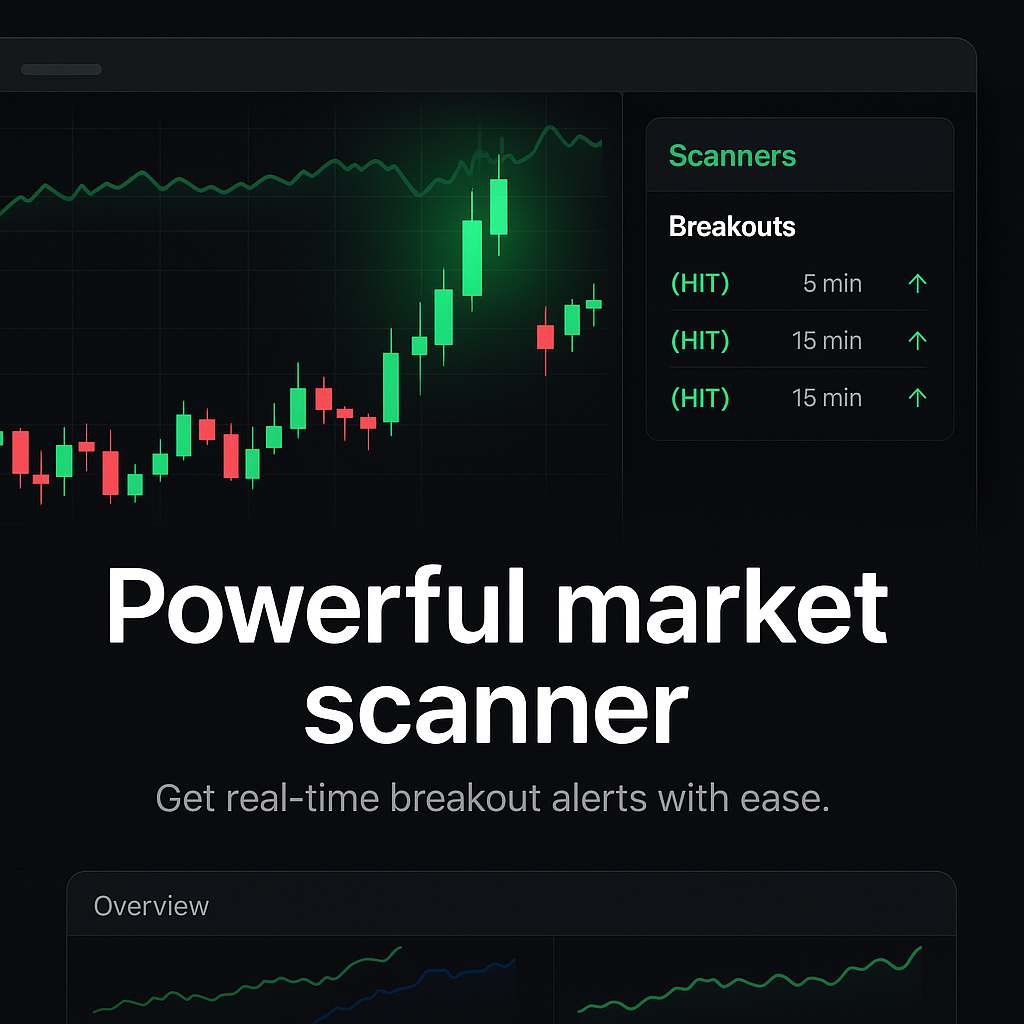 Scanners
Breakouts
(HIT) 5 min ↑
(HIT) 15 min ↑
(HIT) 15 min ↑
Powerful market
scanner
Get real-time breakout alerts with ease.
Overview